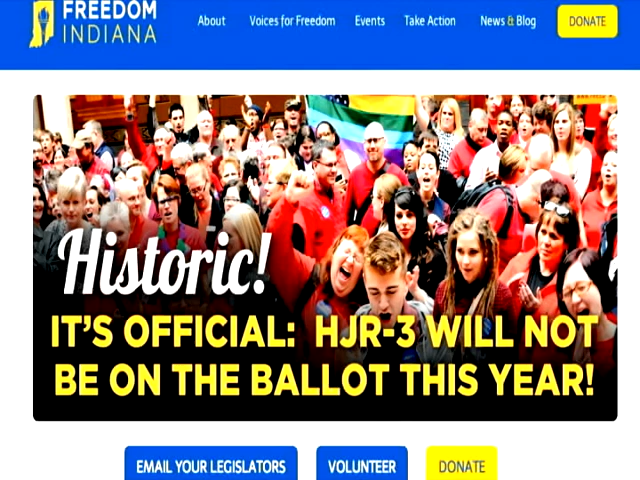 FREEDOM
INDIANA
About Voices for Freedom Events Take Action News & Blog DONATE
Historic!
IT'S OFFICIAL: HJR-3 WILL NOT
BE ON THE BALLOT THIS YEAR!
EMAIL YOUR LEGISLATORS VOLUNTEER DONATE